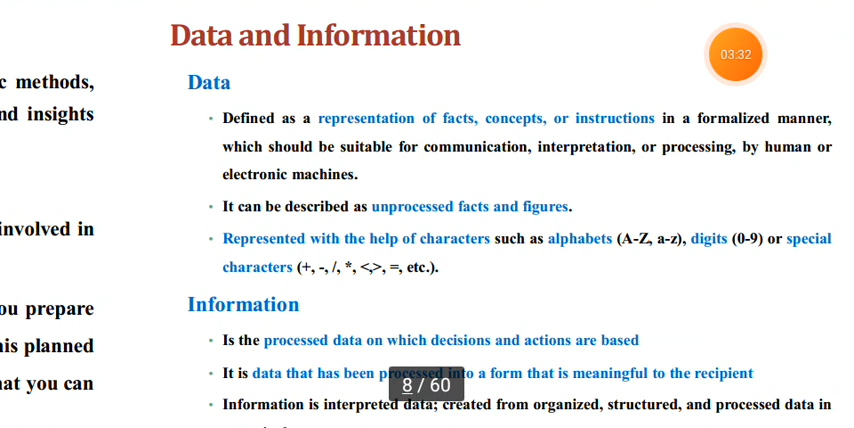 Data and Information
03:32
c methods,
nd insights
involved in
ou prepare
his planned
hat you can
Data
• Defined as a representation of facts, concepts, or instructions in a formalized manner,
which should be suitable for communication, interpretation, or processing, by human or
electronic machines.
• It can be described as unprocessed facts and figures.
• Represented with the help of characters such as alphabets (A-Z, a-z), digits (0-9) or special
characters (+, -, /, *, <,>, =, etc.).
Information
• Is the processed data on which decisions and actions are based
• It is data that has been processed into a form that is meaningful to the recipient
• Information is interpreted data; created from organized, structured, and processed data in
8 / 60